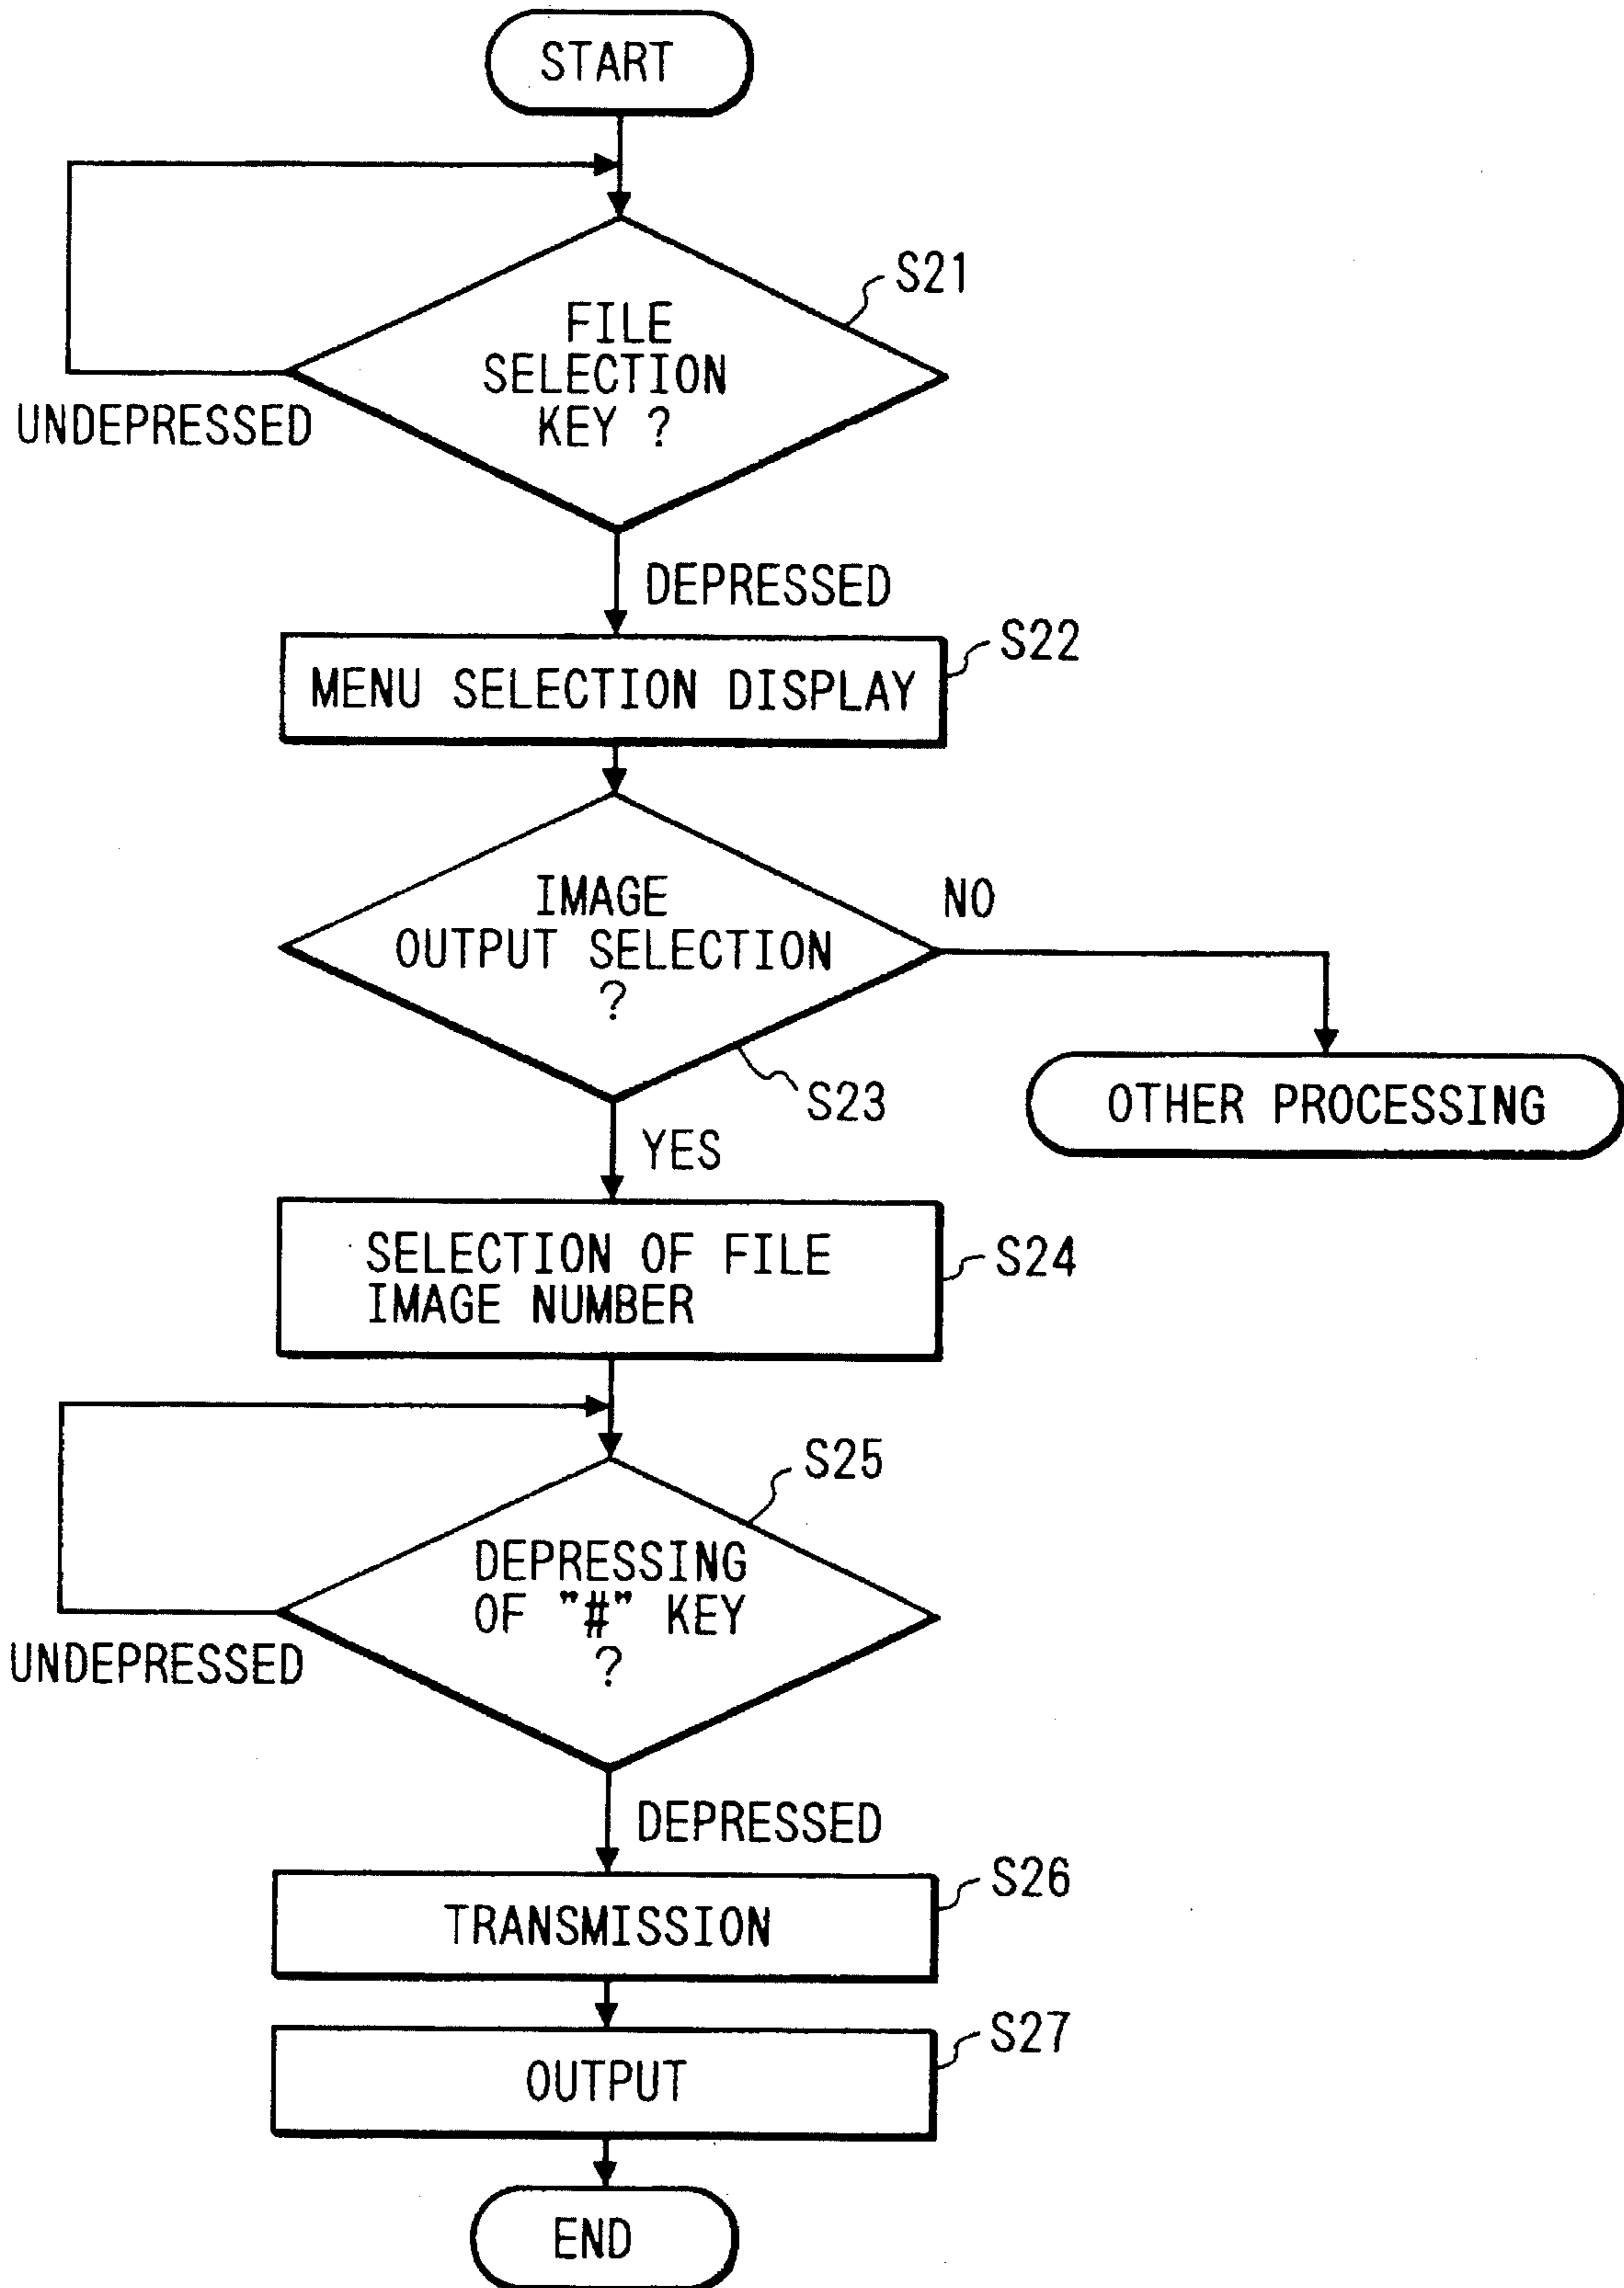 START
S21
FILE
SELECTION
KEY ?
UNDEPRESSED
DEPRESSED
S22
MENU SELECTION DISPLAY
IMAGE
OUTPUT SELECTION
?
NO
S23
OTHER PROCESSING
YES
SELECTION OF FILE
IMAGE NUMBER
S24
S25
DEPRESSING
OF "#" KEY
?
UNDEPRESSED
DEPRESSED
S26
TRANSMISSION
S27
OUTPUT
END